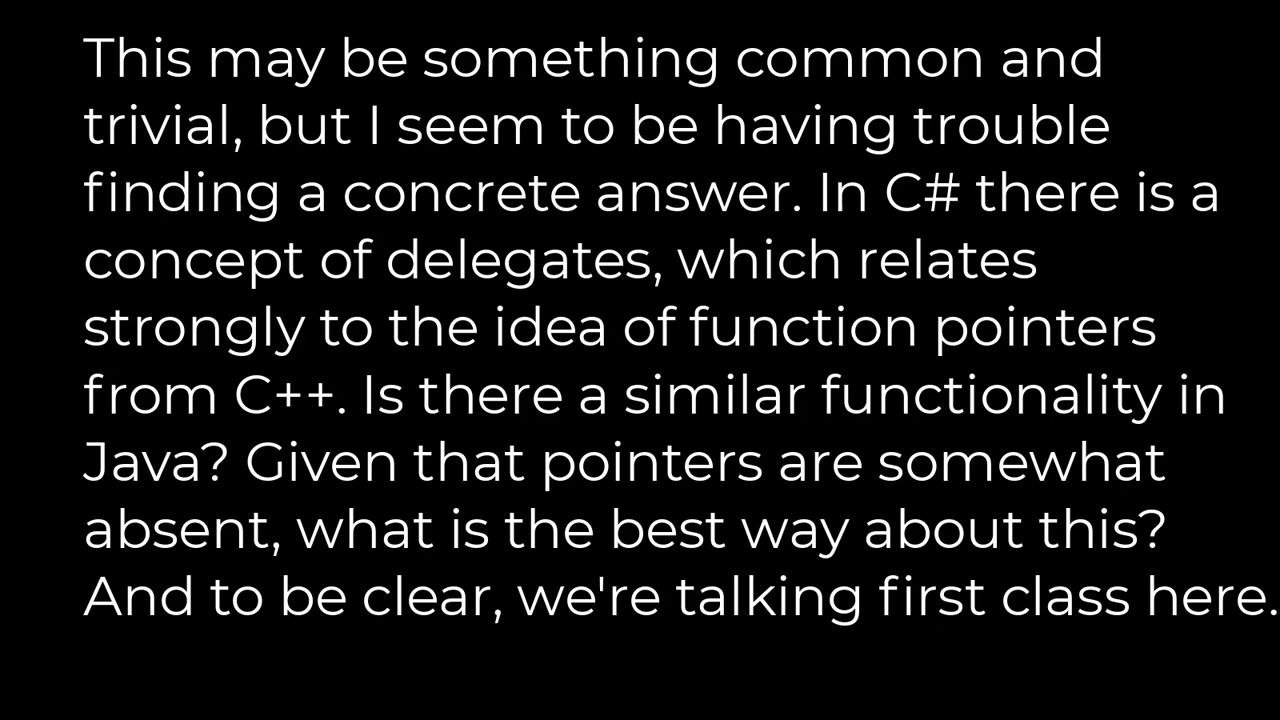 This may be something common and
trivial, but I seem to be having trouble
finding a concrete answer. In C# there is a
concept of delegates, which relates
strongly to the idea of function pointers
from C++. Is there a similar functionality in
Java? Given that pointers are somewhat
absent, what is the best way about this?
And to be clear, we're talking first class here.